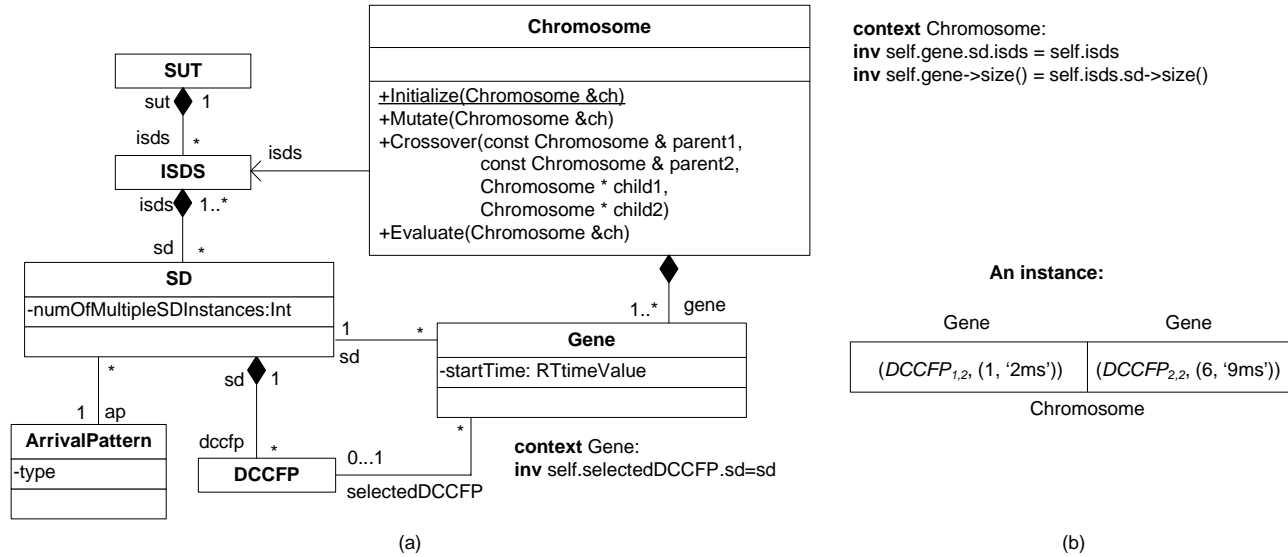 SUT
sut
1
isds
*
ISDS
isds
1..*
sd
*
SD
-numOfMultipleSDInstances:Int
*
1
ap
ArrivalPattern
-type
sd
1
dccfp
*
DCCFP
isds
Chromosome
+Initialize(Chromosome &ch)
+Mutate(Chromosome &ch)
+Crossover(const Chromosome & parent1,
const Chromosome & parent2,
Chromosome * child1,
Chromosome * child2)
+Evaluate(Chromosome &ch)
1..*
gene
1
sd
*
Gene
-startTime: RTtimeValue
*
0...1
selectedDCCFP
context Gene:
inv self.selectedDCCFP.sd=sd
(a)
context Chromosome:
inv self.gene.sd.isds = self.isds
inv self.gene->size() = self.isds.sd->size()
An instance:
Gene
Gene
(DCCFP1,2, (1, ‘2ms’))
(DCCFP2,2, (6, ‘9ms’))
Chromosome
(b)